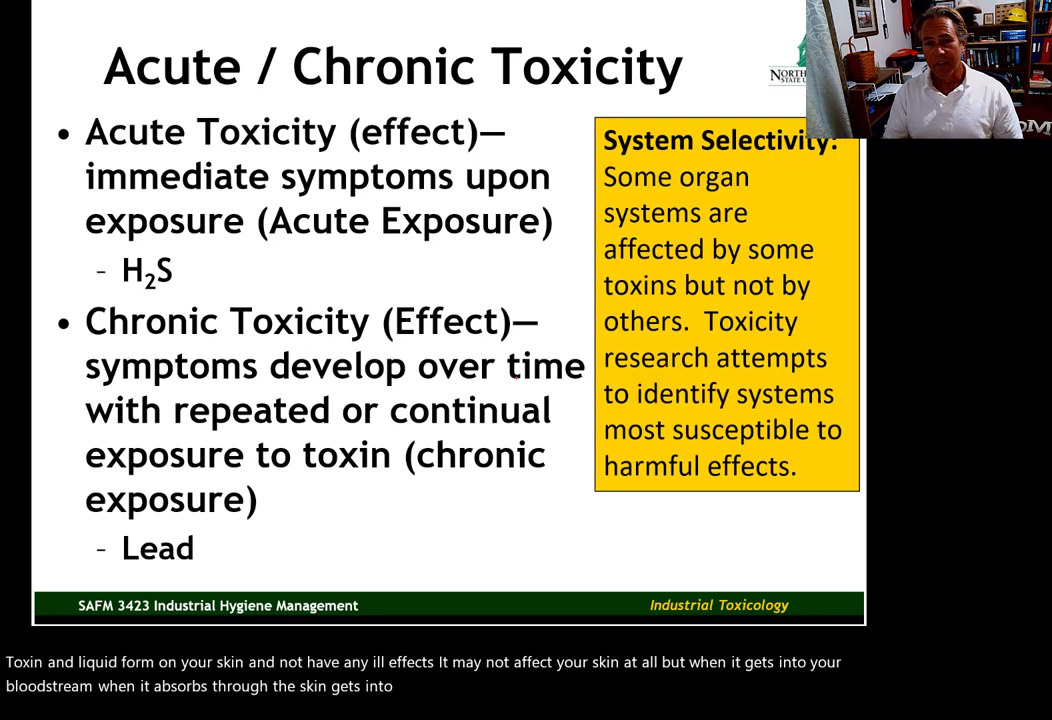 Acute / Chronic Toxicity
• Acute Toxicity (effect)—
immediate symptoms upon
exposure (Acute Exposure)
- H₂S
• Chronic Toxicity (Effect)—
symptoms develop over time
with repeated or continual
exposure to toxin (chronic
exposure)
- Lead
System Selectivity:
Some organ
systems are
affected by some
toxins but not by
others. Toxicity
research attempts
to identify systems
most susceptible to
harmful effects.
SAFM 3423 Industrial Hygiene Management
Industrial Toxicology
Toxin and liquid form on your skin and not have any ill effects It may not affect your skin at all but when it gets into your
bloodstream when it absorbs through the skin gets into